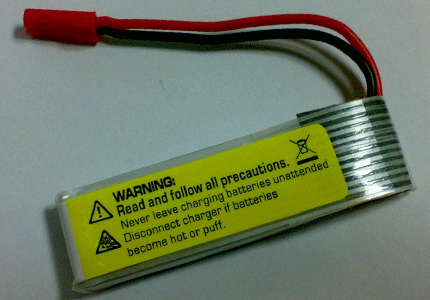 WARNING:
Read and follow all precautions.
Never leave charging batteries unattended
Disconnect charger if batteries
become hot or puff.